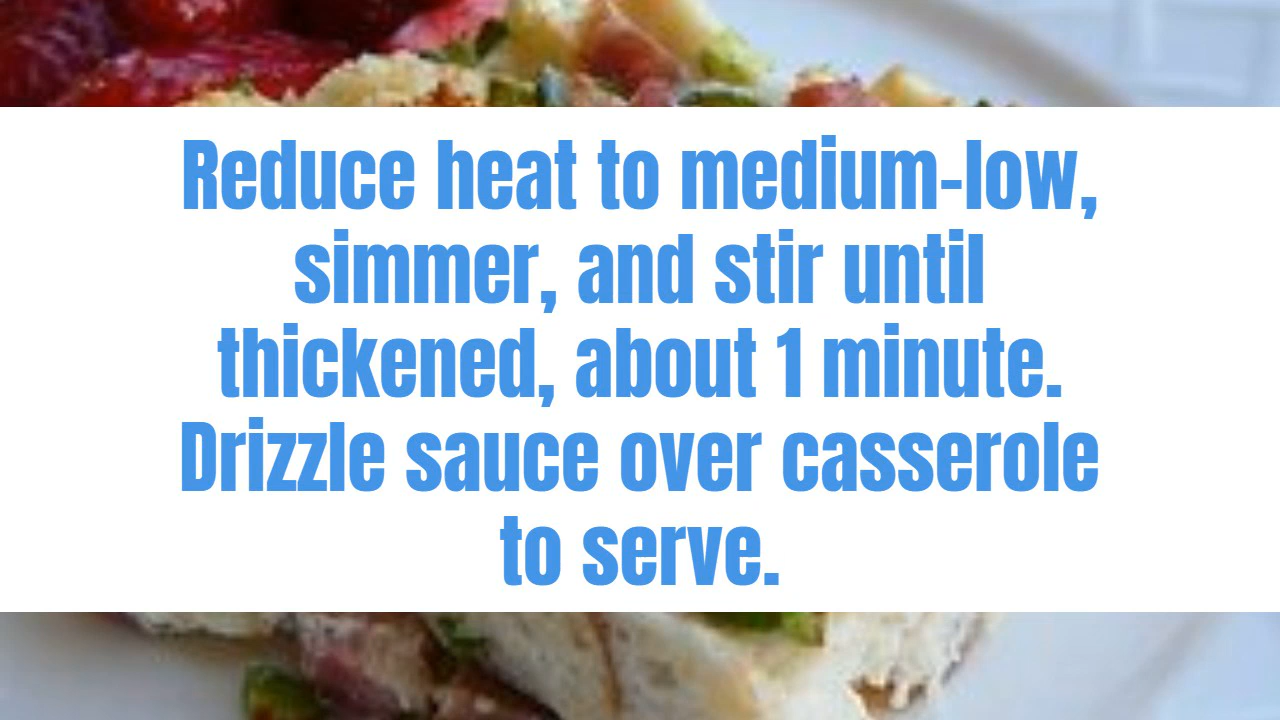 Reduce heat to medium-low,
simmer, and stir until
thickened, about 1 minute.
Drizzle sauce over casserole
to serve.